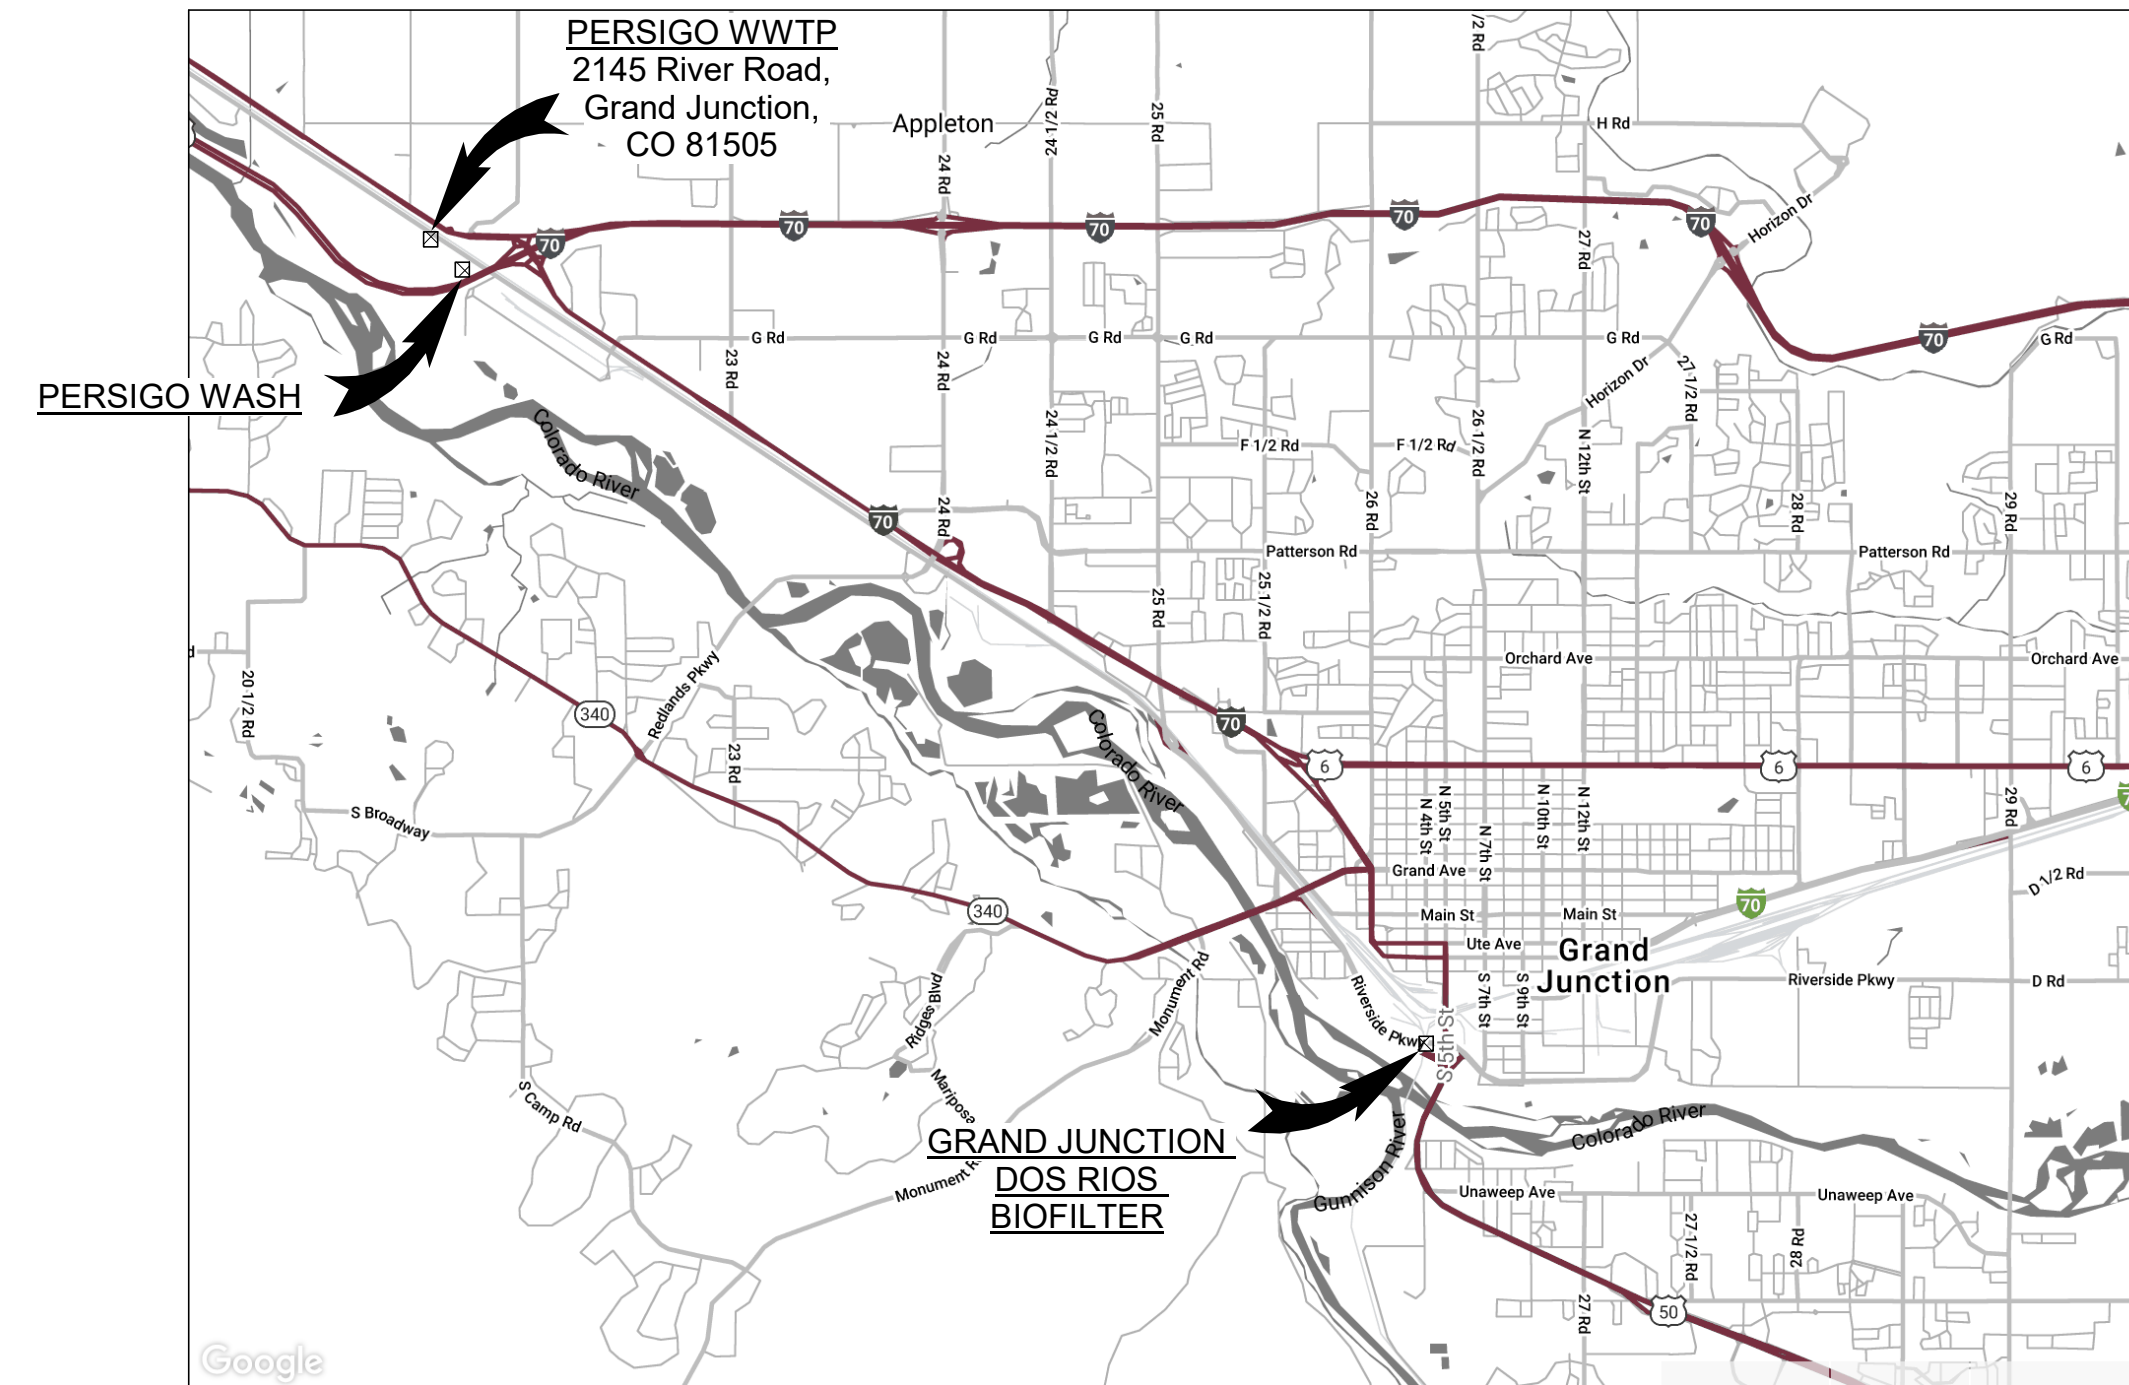 PERSIGO WWTP
2145 River Road,
Grand Junction,
CO 81505
PERSIGO WASH
GRAND JUNCTION
DOS RIOS
BIOFILTER
Appleton
24 Rd
24 1/2 Rd
25 Rd
/2 Rd
H Rd
Horizon Dr
27 Rd
70
70
70
70
70
70
G Rd
G Rd
G Rd
G Rd
G Rd
G Rd
23 Rd
24 Rd
24 1/2 Rd
Horizon Dr
27 1/2 Rd
26 1/2 Rd
N 12th St
F 1/2 Rd
F 1/2 Rd
Colorado River
70
24 Rd
26 Rd
28 Rd
29 Rd
Patterson Rd
Patterson Rd
25 Rd
25 1/2 Rd
Orchard Ave
Orchard Ave
d
20 1/2 Rd
340
Redlands Pkwy
23 Rd
Colorado River
70
6
6
6
S Broadway
N 4th St
N 5th St
N 7th St
N 10th St
N 12th St
29 Rd
7
Grand Ave
D 1/2 Rd
340
Main St
Main St
70
Ute Ave
Grand
Junction
Riverside Pkwy
D Rd
S 7th St
S 9th St
Riverside Pkwy
S 5th St
Monument Rd
Ridges Blvd
Mariposa
S Camp Rd
Monument R
Gunnison River
Colorado River
Unaweep Ave
Unaweep Ave
27 1/2 Rd
28 Rd
27 Rd
50
Google